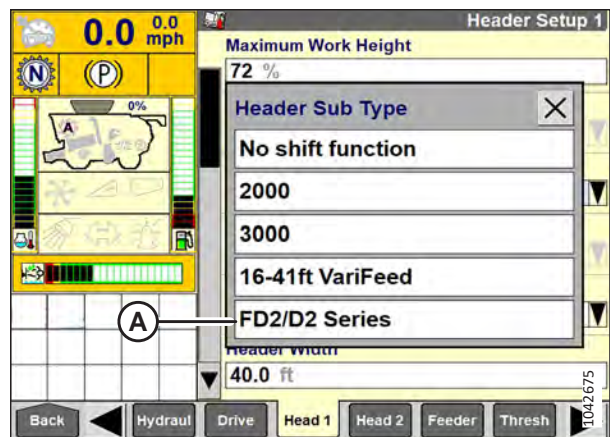 0.0 0.0 mph
Header Setup 1
Maximum Work Height
72 %
N
(P)
0%
A
Header Sub Type
No shift function
2000
3000
16-41ft VariFeed
FD2/D2 Series
A
Header Width
40.0 ft
1042675
Back
Hydraul
Drive
Head 1
Head 2
Feeder
Thresh